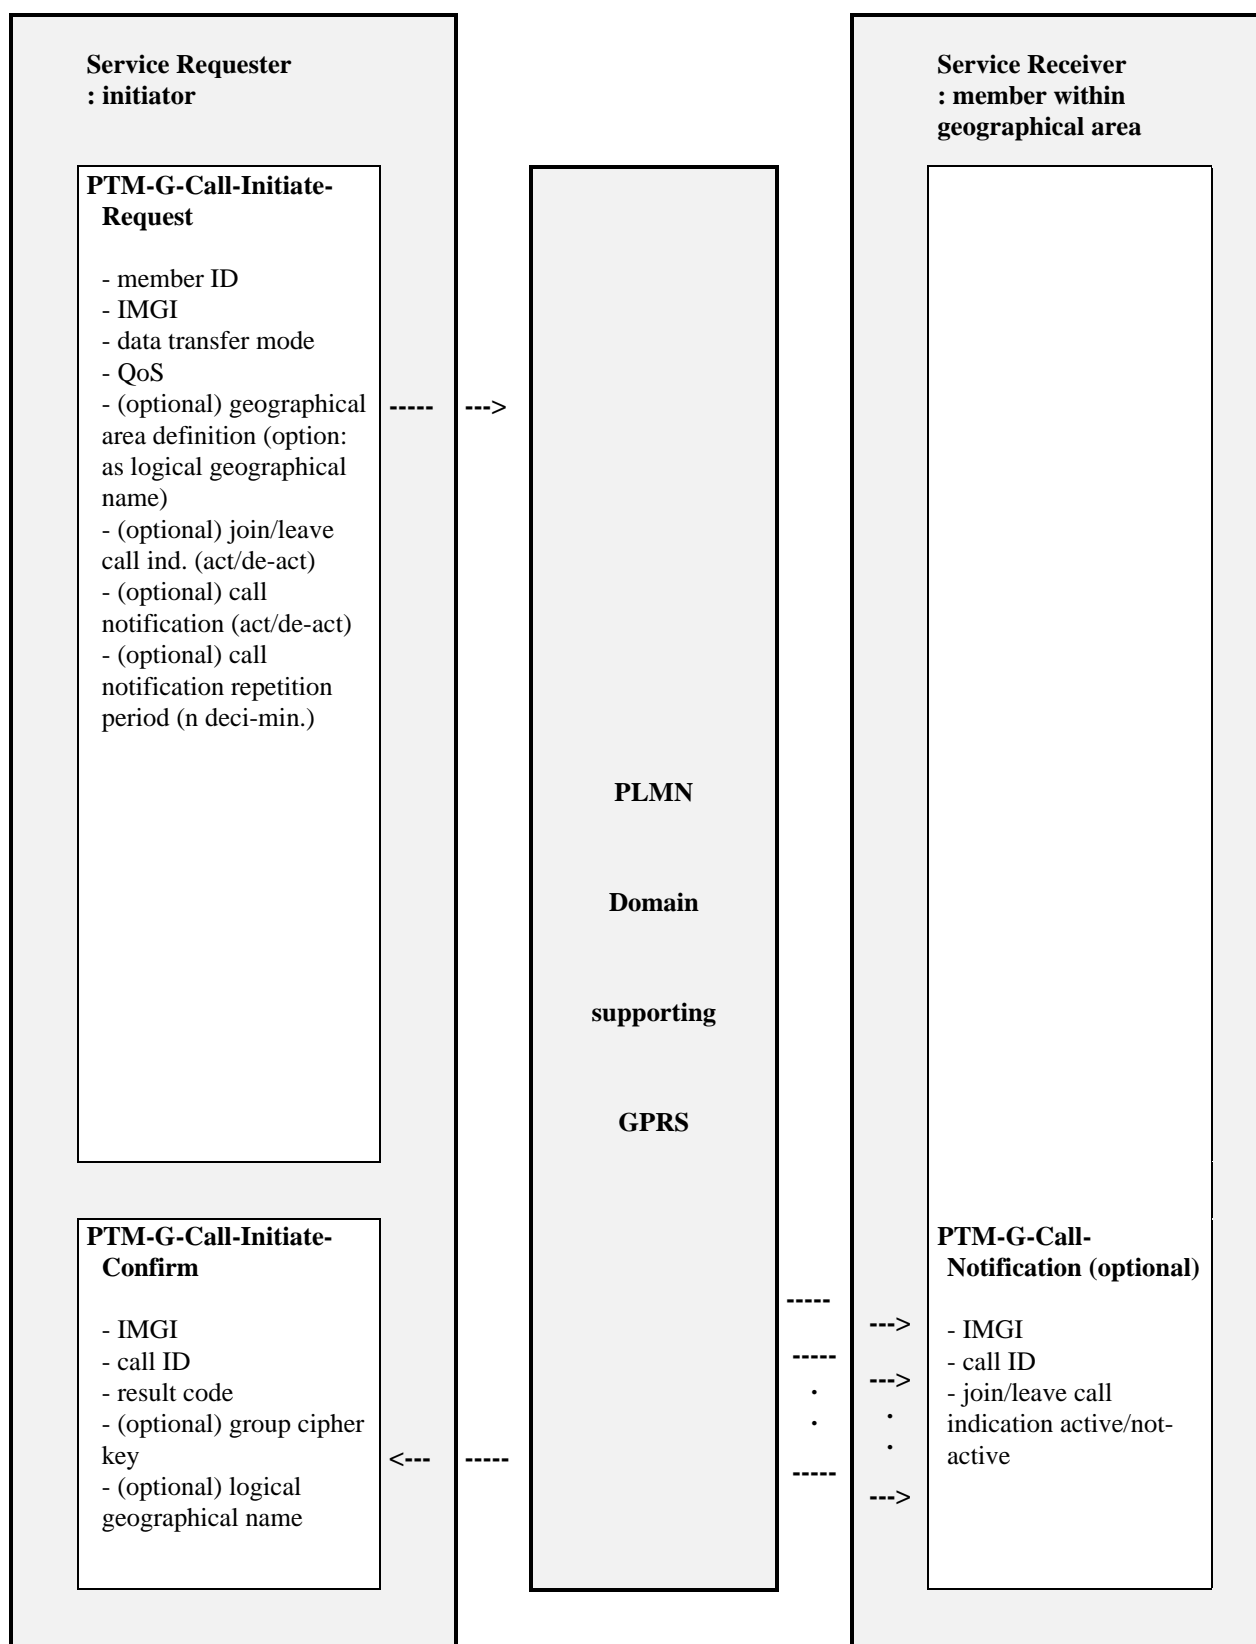 Service Requester
: initiator
PTM-G-Call-Initiate-
Request
- member ID
- IMGI
- data transfer mode
- QoS
- (optional) geographical
area definition (option:
as logical geographical
name)
- (optional) join/leave
call ind. (act/de-act)
- (optional) call
notification (act/de-act)
- (optional) call
notification repetition
period (n deci-min.)
----- --->
PTM-G-Call-Initiate-
Confirm
- IMGI
- call ID
- result code
- (optional) group cipher
key
- (optional) logical
geographical name
<--- -----
PLMN
Domain
supporting
GPRS
Service Receiver
: member within
geographical area
----- --->
----- --->
. .
. .
----- --->
PTM-G-Call-
Notification (optional)
- IMGI
- call ID
- join/leave call
indication active/not-
active